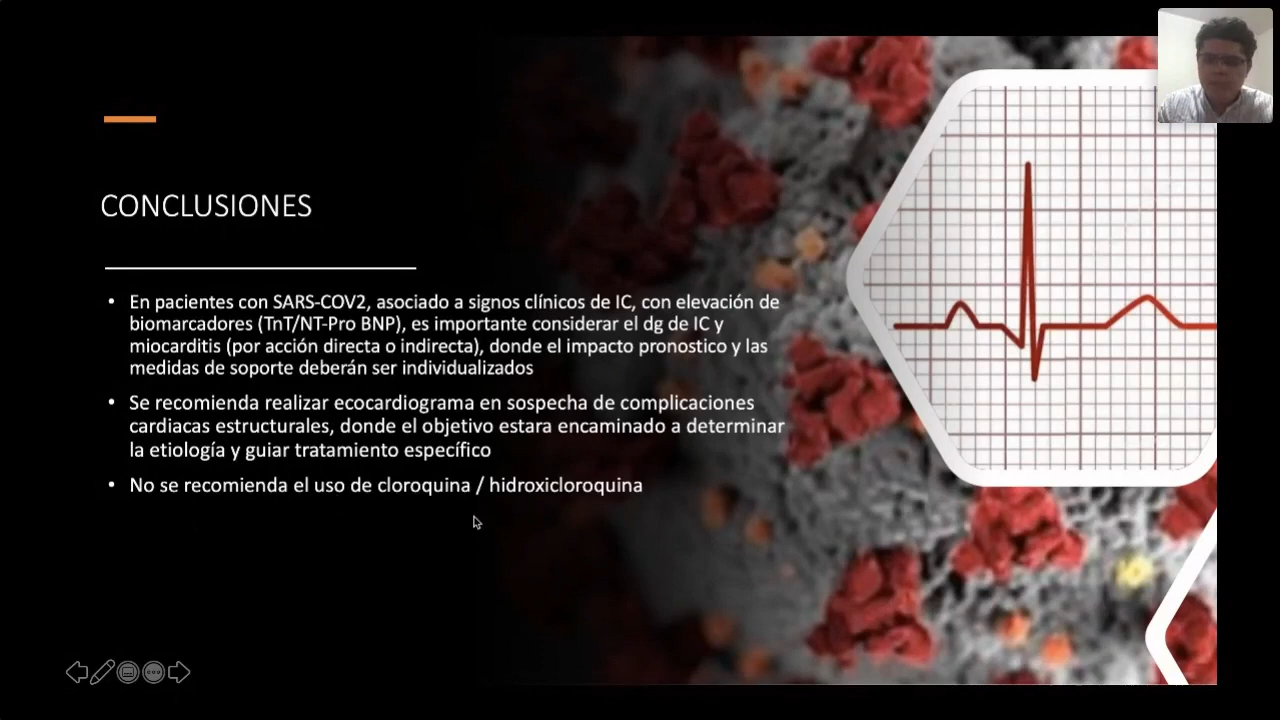 CONCLUSIONES
• En pacientes con SARS-COV2, asociado a signos clínicos de IC, con elevación de
biomarcadores (TnT/NT-Pro BNP), es importante considerar el dg de IC y
miocarditis (por acción directa o indirecta), donde el impacto pronostico y las
medidas de soporte deberán ser individualizados
• Se recomienda realizar ecocardiograma en sospecha de complicaciones
cardiacas estructurales, donde el objetivo estara encaminado a determinar
la etiología y guiar tratamiento específico
• No se recomienda el uso de cloroquina / hidroxicloroquina